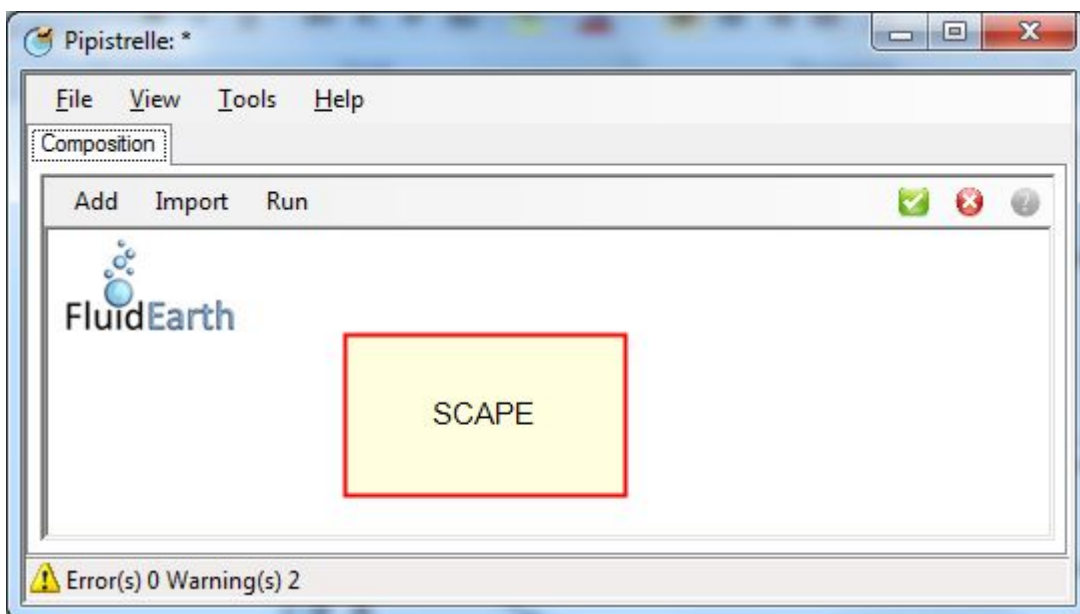 Pipistrelle: *
File View Tools Help
Composition
Add Import Run
FluidEarth
SCAPE
Error(s) 0 Warning(s) 2